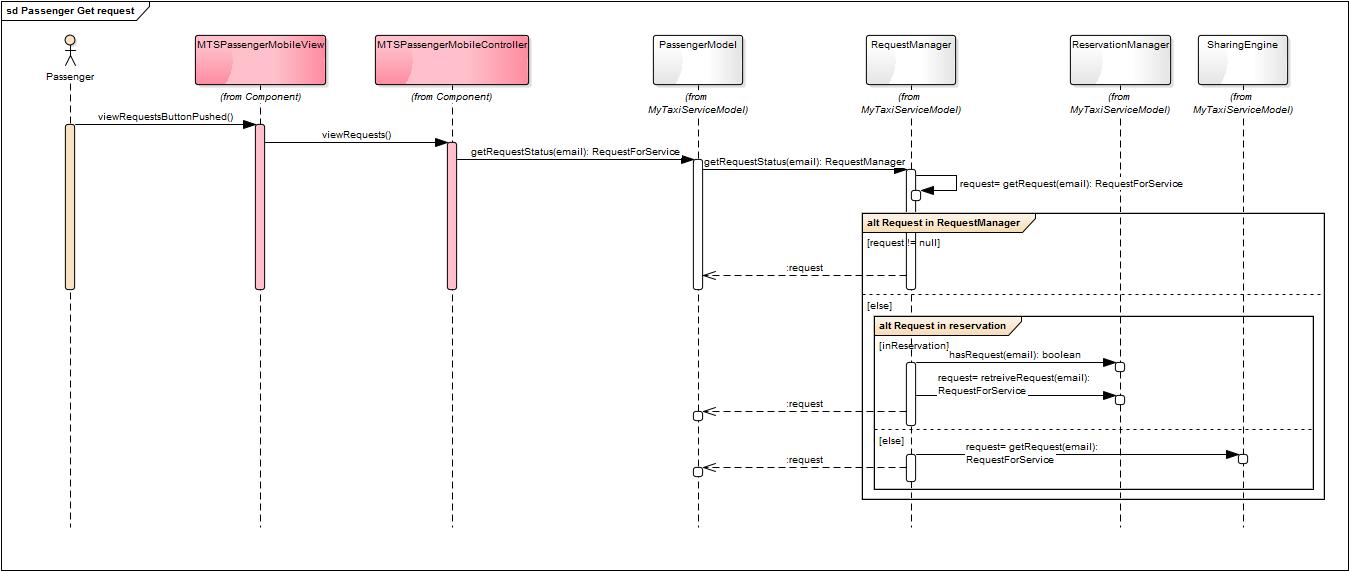 sd Passenger Get request
MTSPassengerMobileView
MTSPassengerMobileController
PassengerModel
RequestManager
ReservationManager
SharingEngine
Passenger
(from Component)
(from Component)
(from
MyTaxiServiceModel)
(from
MyTaxiServiceModel)
(from
MyTaxiServiceModel)
(from
MyTaxiServiceModel)
viewRequestsButtonPushed()
viewRequests()
getRequestStatus(email): RequestForService
getRequestStatus(email): RequestManager
request= getRequest(email): RequestForService
alt Request in RequestManager
[request != null]
:request
[else]
alt Request in reservation
[inReservation]
hasRequest(email): boolean
request= retreiveRequest(email):
RequestForService
:request
[else]
request= getRequest(email):
RequestForService
:request